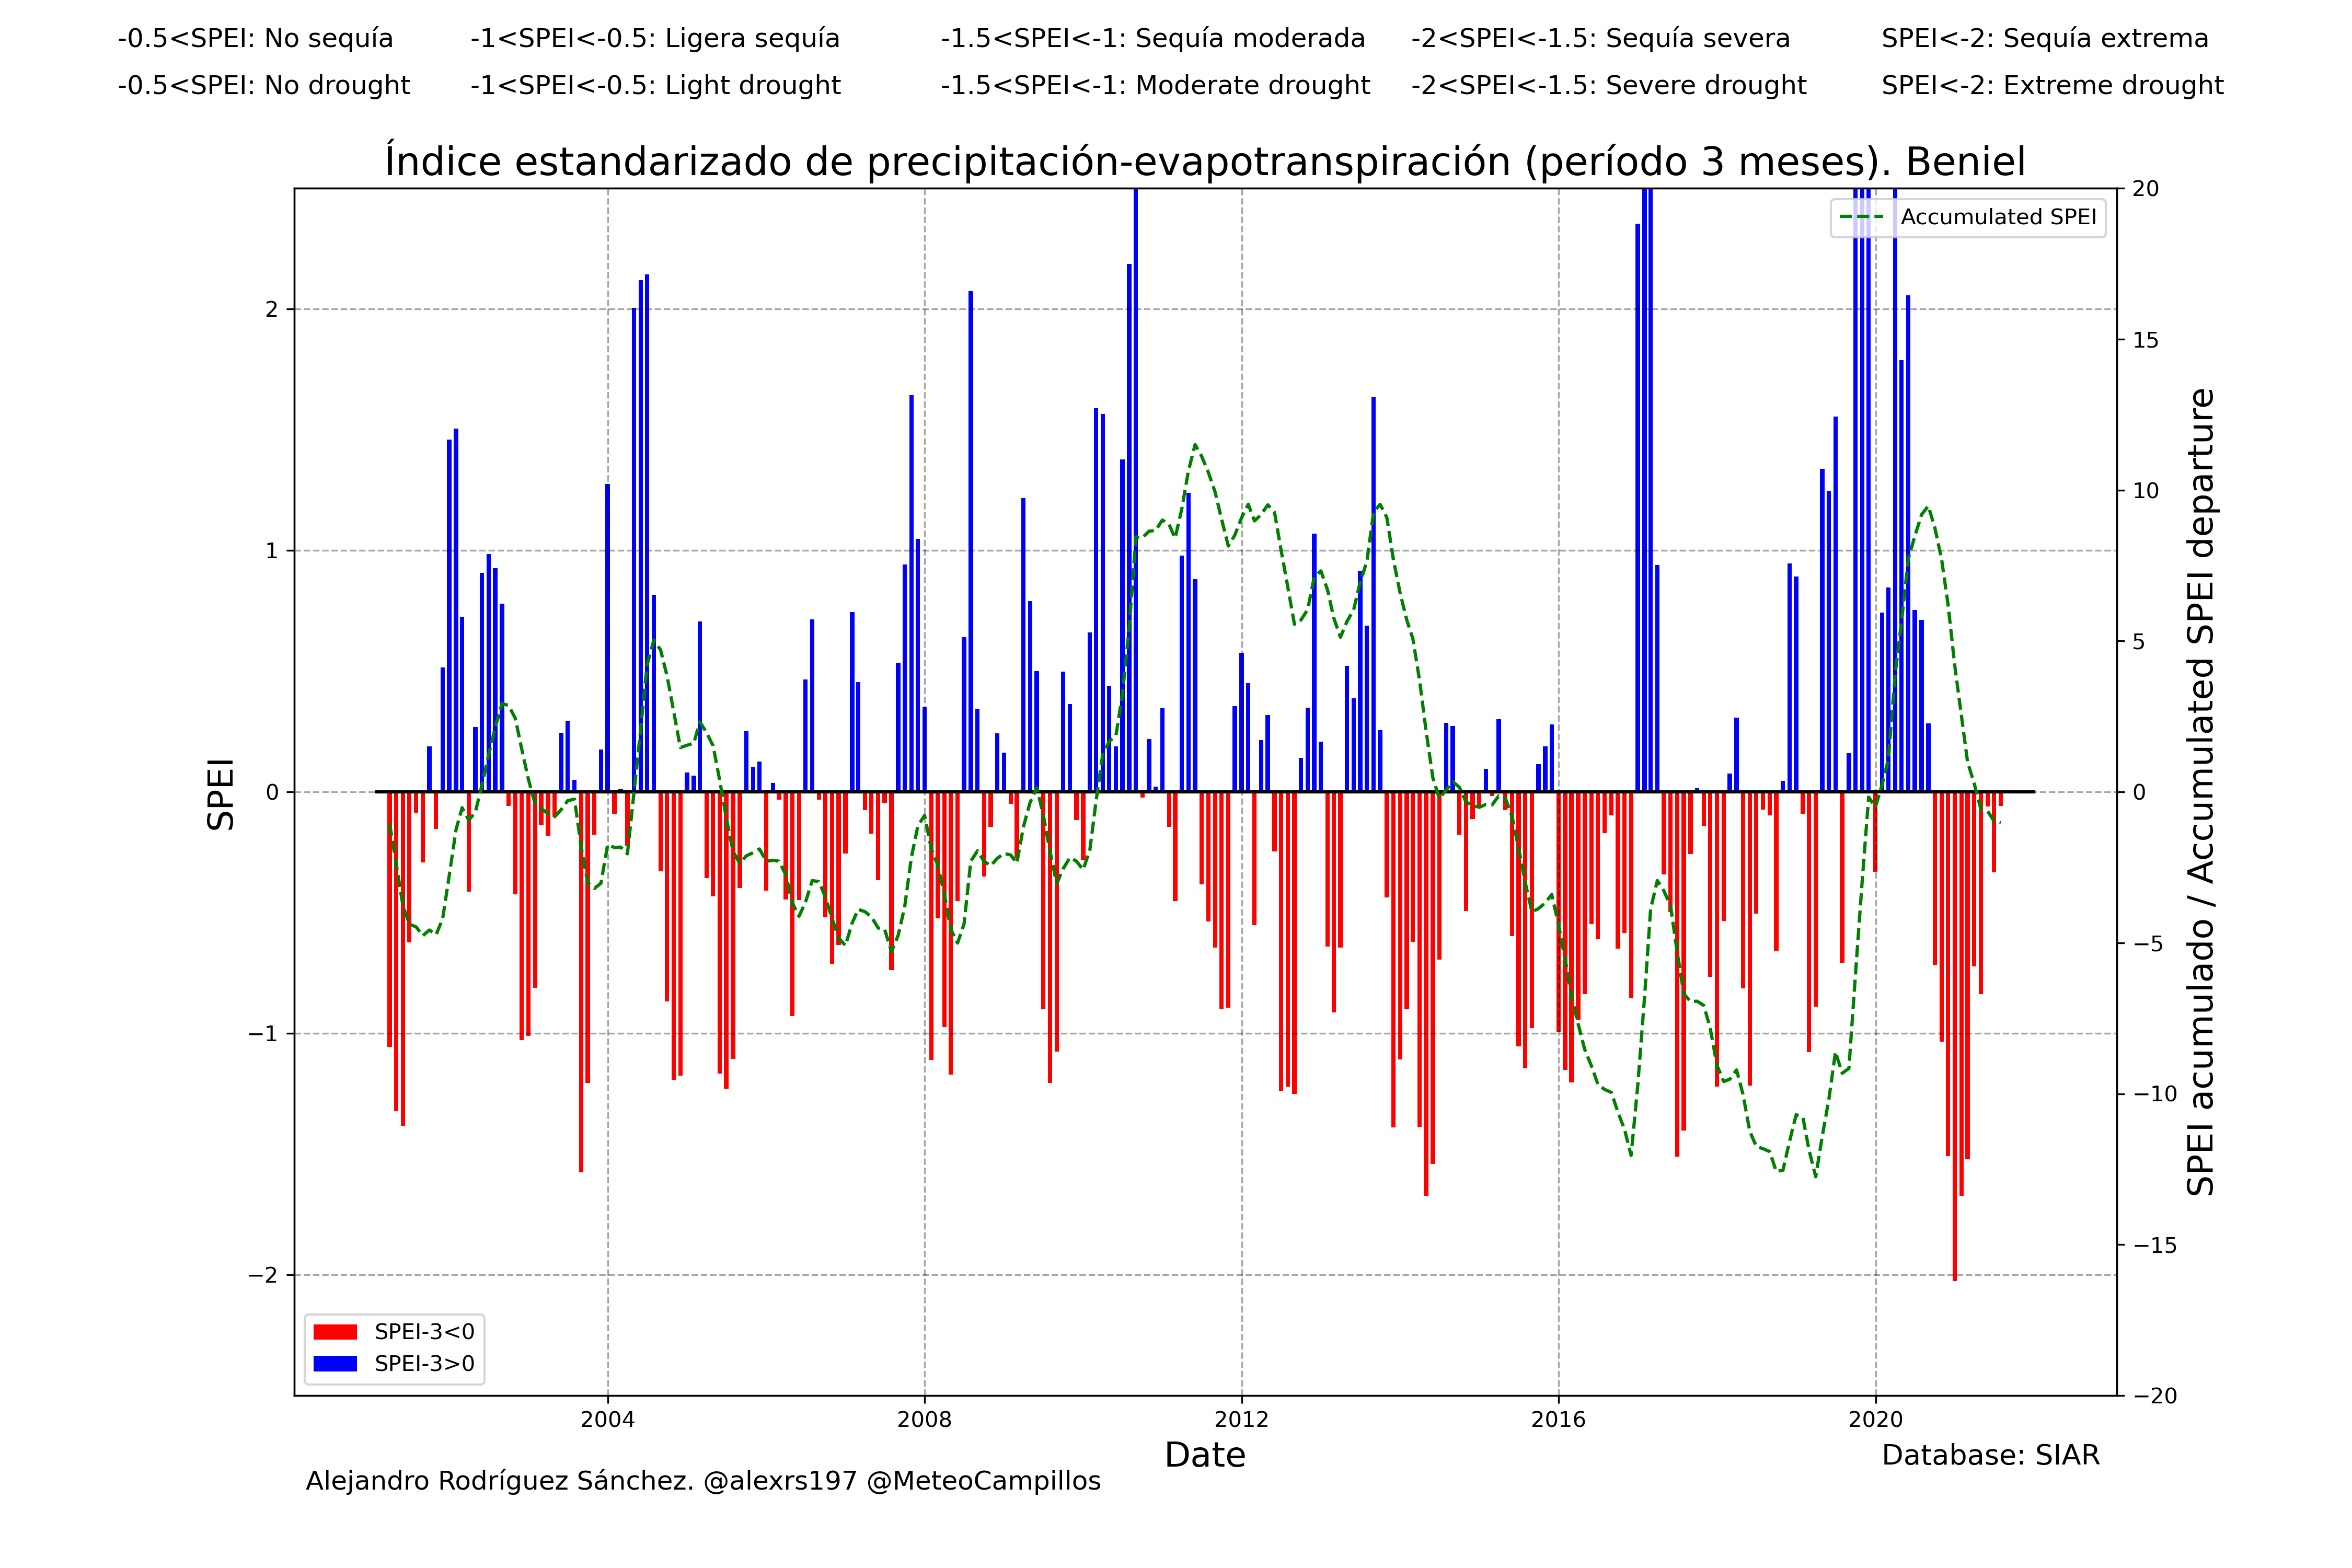 -0.5<SPEI: No sequía -1<SPEI<-0.5: Ligera sequía -1.5<SPEI<-1: Sequía moderada -2<SPEI<-1.5: Sequía severa SPEI<-2: Sequía extrema
-0.5<SPEI: No drought -1<SPEI<-0.5: Light drought -1.5<SPEI<-1: Moderate drought -2<SPEI<-1.5: Severe drought SPEI<-2: Extreme drought
Índice estandarizado de precipitación-evapotranspiración (período 3 meses). Beniel
Accumulated SPEI
SPEI
2
1
0
−1
−2
20
15
10
5
0
−5
−10
−15
−20
SPEI acumulado / Accumulated SPEI departure
SPEI-3<0
SPEI-3>0
2004 2008 2012 2016 2020
Date
Database: SIAR
Alejandro Rodríguez Sánchez. @alexrs197 @MeteoCampillos